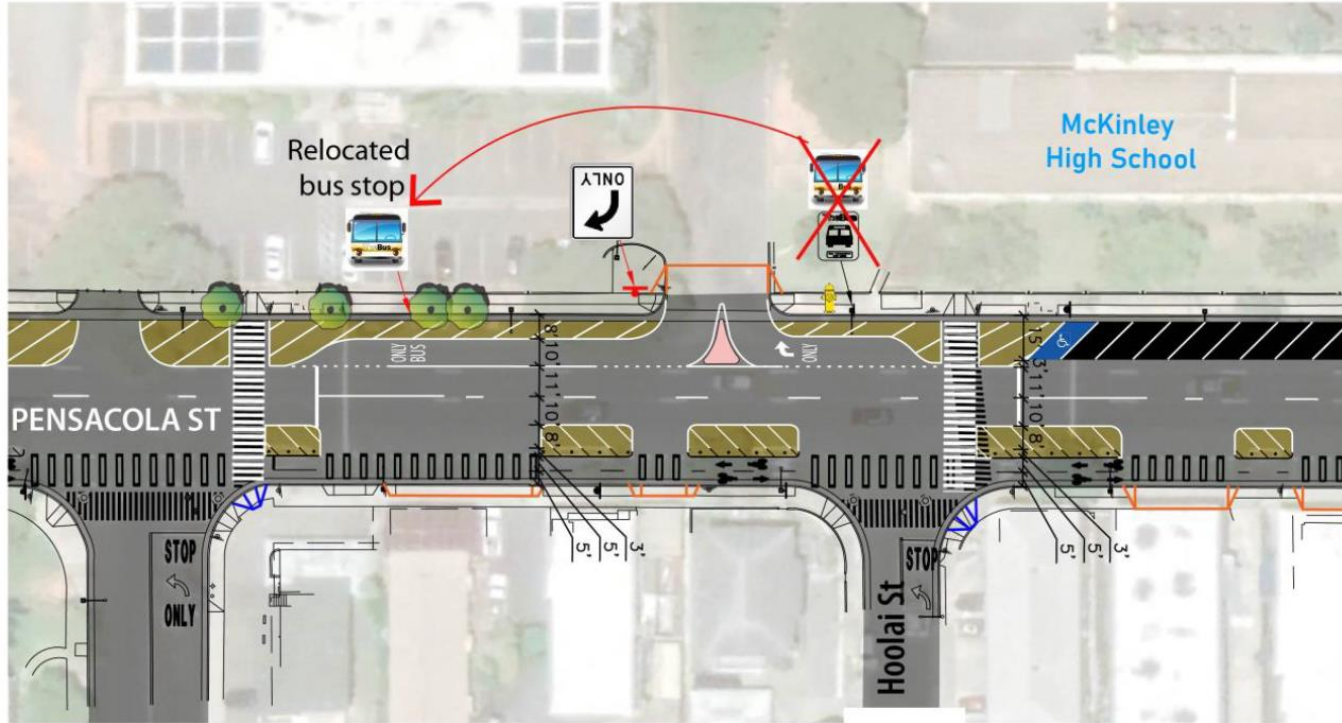 McKinley
High School
Relocated
bus stop
ONLY
Bus
ONLY
BUS
ONLY
PENSACOLA ST
8'
10'
11'
10'
8'
5'
5'
3'
15'
3'
11'
10'
8'
5'
5'
3'
STOP
ONLY
STOP
Hoolai St